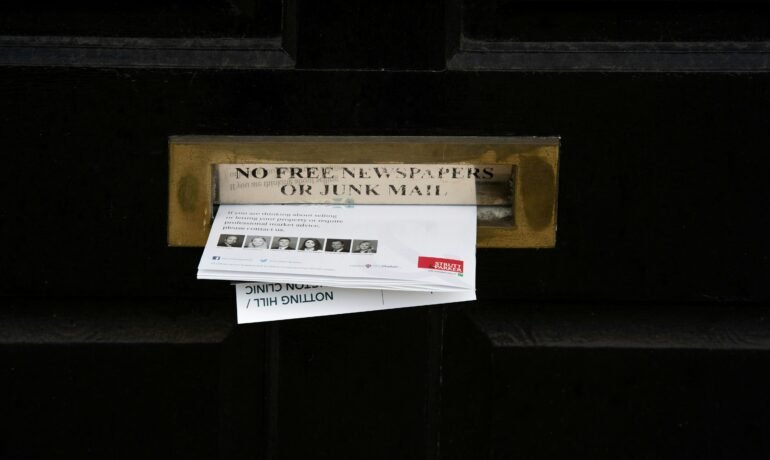 NO FREE NEWSPAPERS
OR JUNK MAIL
If you are thinking about selling
or letting your property or require
professional market advice,
please contact us.
STRUTT
& PARKER
NOTTING HILL /
CLINIC